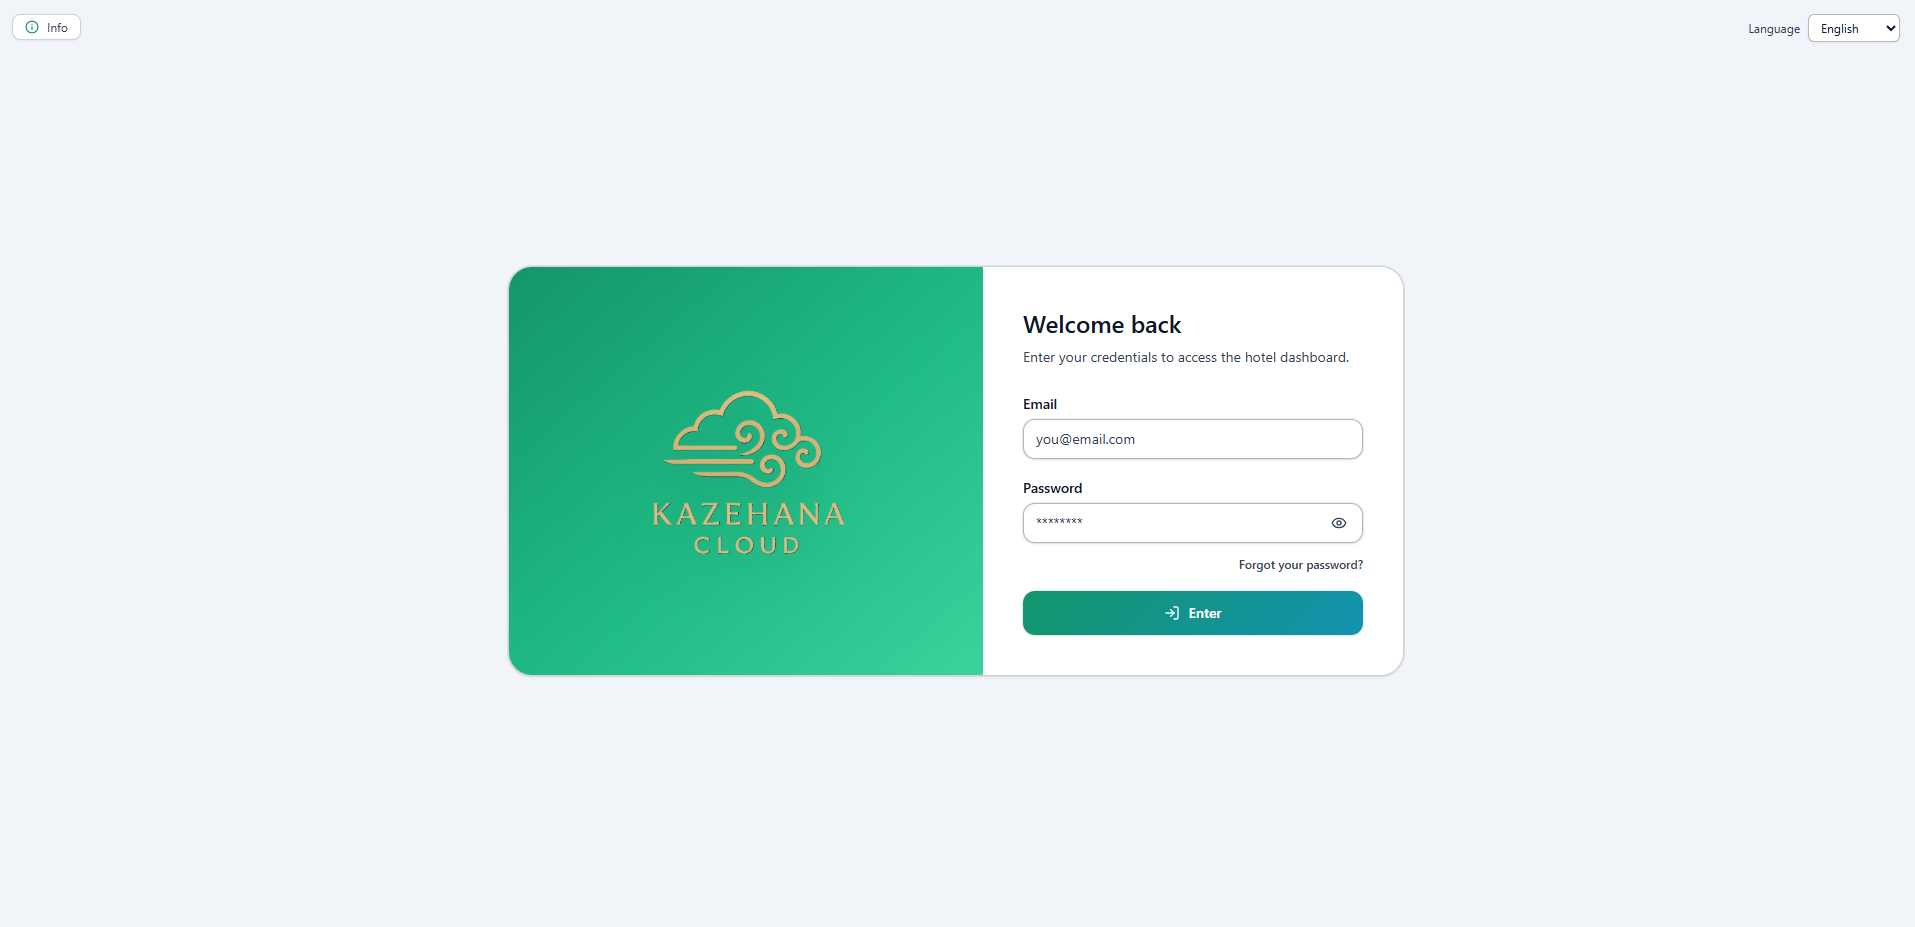 Info
Language
English
KAZEHANA
CLOUD
Welcome back
Enter your credentials to access the hotel dashboard.
Email
you@email.com
Password
********
Forgot your password?
Enter